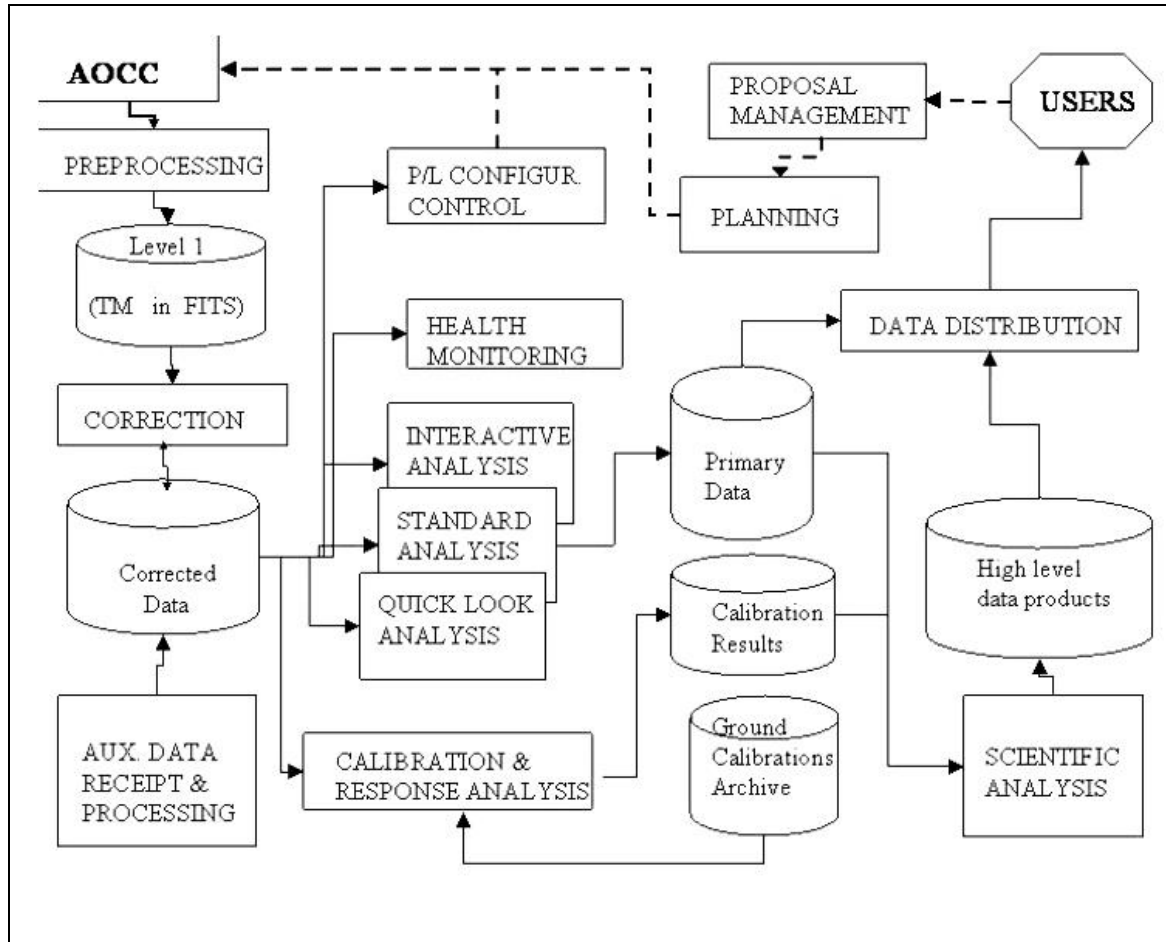 AOCC
PREPROCESSING
Level 1
(TM in FITS)
CORRECTION
Corrected
Data
AUX. DATA
RECEIPT &
PROCESSING
P/L CONFIGUR.
CONTROL
HEALTH
MONITORING
INTERACTIVE
ANALYSIS
STANDARD
ANALYSIS
QUICK LOOK
ANALYSIS
CALIBRATION &
RESPONSE ANALYSIS
PROPOSAL
MANAGEMENT
PLANNING
Primary
Data
Calibration
Results
Ground
Calibrations
Archive
USERS
DATA DISTRIBUTION
High level
data products
SCIENTIFIC
ANALYSIS